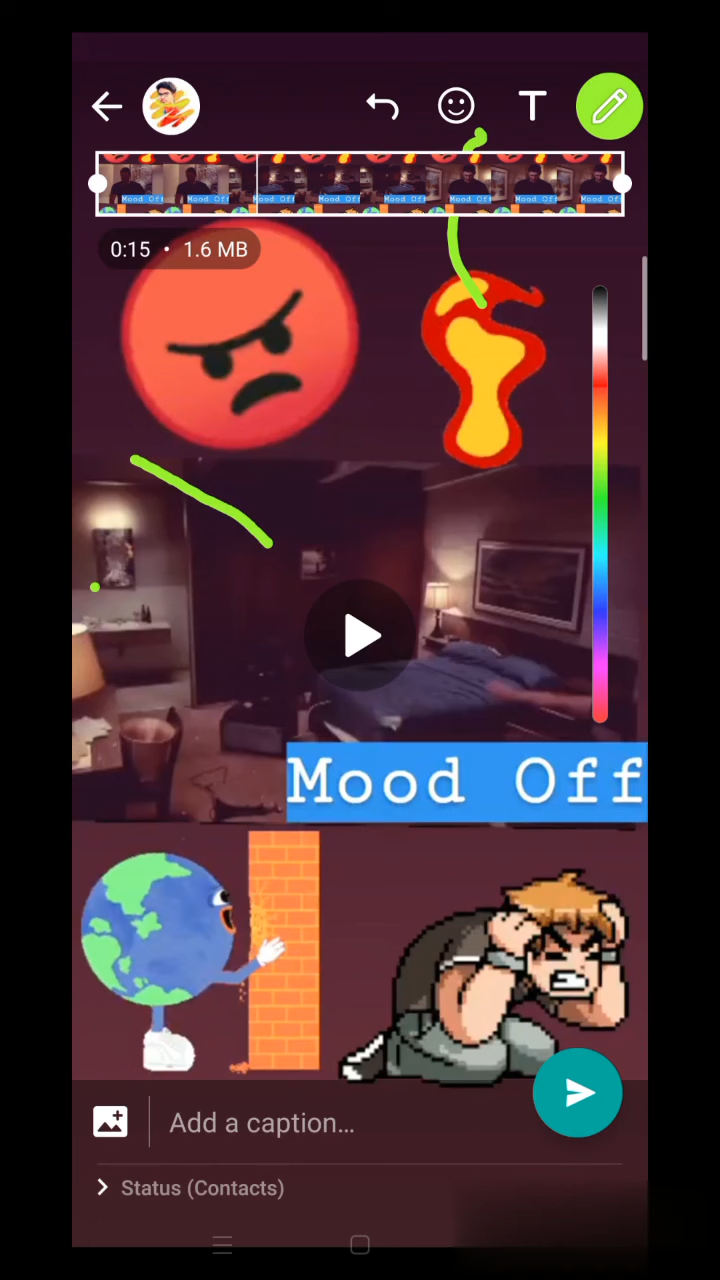 T
0:15 • 1.6 MB
Mood Off
Add a caption...
Status (Contacts)